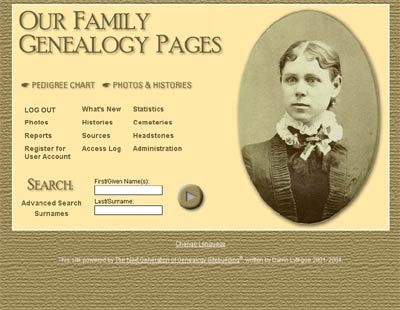 OUR FAMILY
GENEALOGY PAGES
PEDIGREE CHART PHOTOS & HISTORIES
LOG OUT What's New Statistics
Photos Histories Cemeteries
Reports Sources Headstones
Register for User Account Access Log Administration
SEARCH
First/Given Name(s):
Advanced Search
Last/Surname:
Surnames
Change Language
This site powered by The Next Generation of Genealogy Sitebuilding®, written by Darrin Lythgoe 2001-2004.